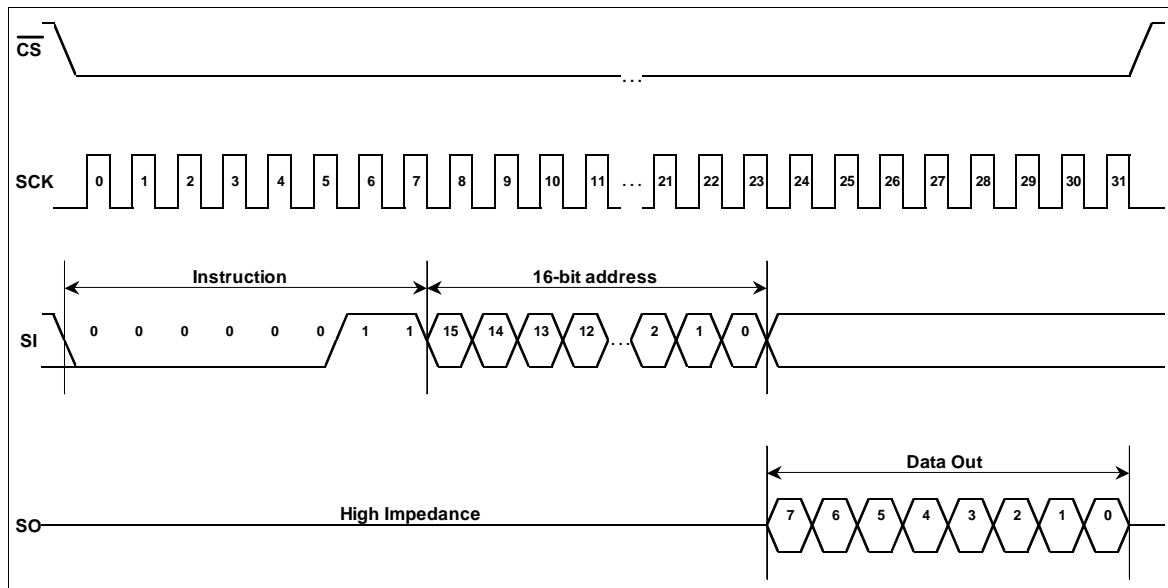 CS
...
SCK 0 1 2 3 4 5 6 7 8 9 10 11 ... 21 22 23 24 25 26 27 28 29 30 31
Instruction 16-bit address
SI 0 0 0 0 0 0 1 1 15 14 13 12 ... 2 1 0
Data Out
High Impedance
SO 7 6 5 4 3 2 1 0